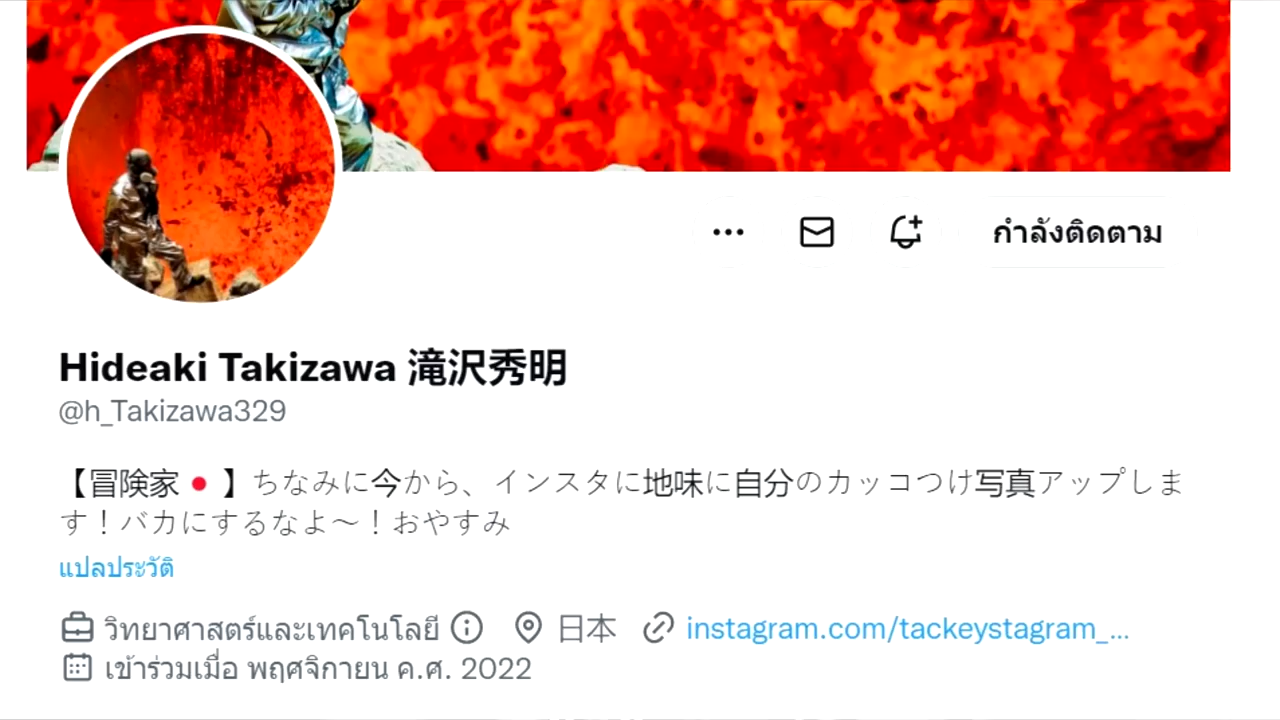 กำลังติดตาม
Hideaki Takizawa 滝沢秀明
@h_Takizawa329
【冒険家🔴】ちなみに今から、インスタに地味に自分のカッコつけ写真アップしま
す！バカにするなよ〜！おやすみ
แปลประวัติ
วิทยาศาสตร์และเทคโนโลยี 日本 instagram.com/tackeystagram_...
เข้าร่วมเมื่อ พฤศจิกายน ค.ศ. 2022